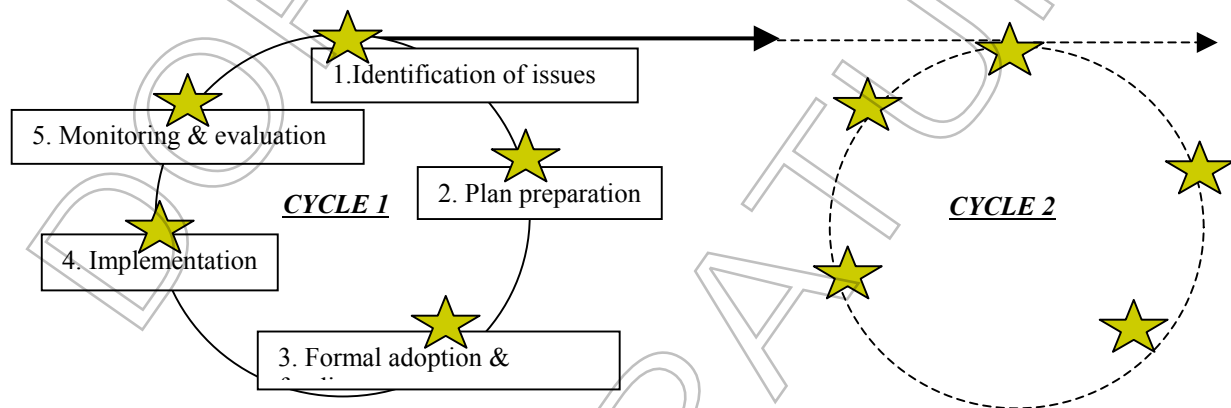 1.Identification of issues
5. Monitoring & evaluation
2. Plan preparation
CYCLE 1
CYCLE 2
4. Implementation
3. Formal adoption &